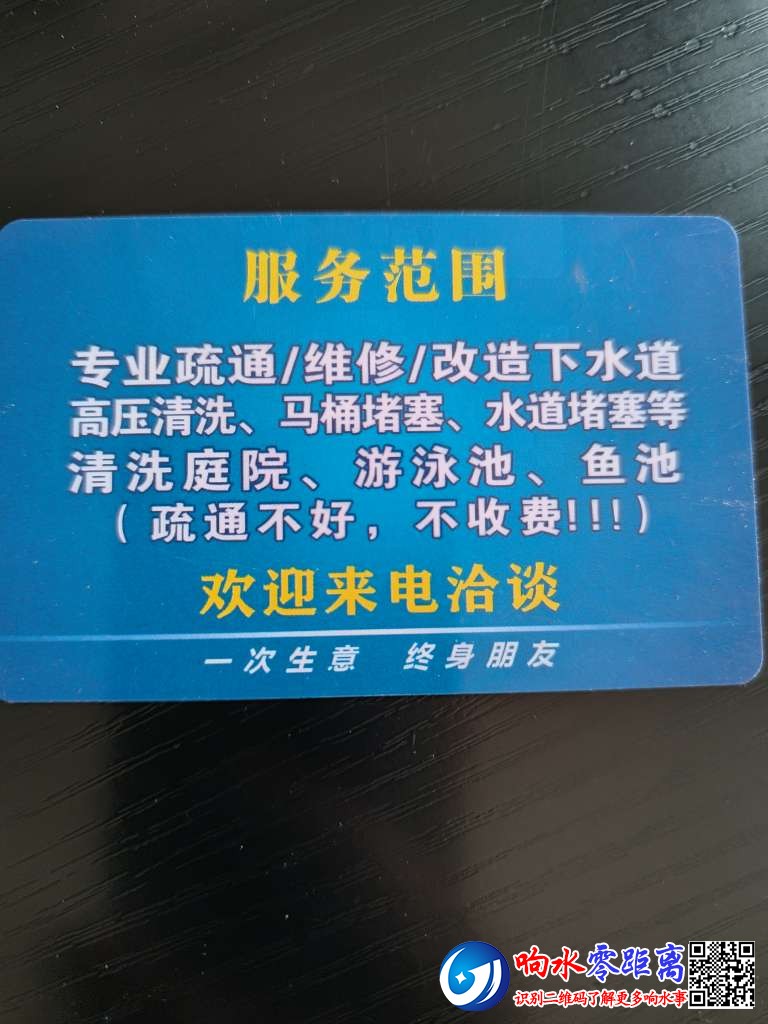 服务范围
专业疏通/维修/改造下水道
高压清洗、马桶堵塞、水道堵塞等
清洗庭院、游泳池、鱼池
（疏通不好，不收费!!!）
欢迎来电洽谈
一次生意 终身朋友
响水零距离
识别二维码了解更多响水事